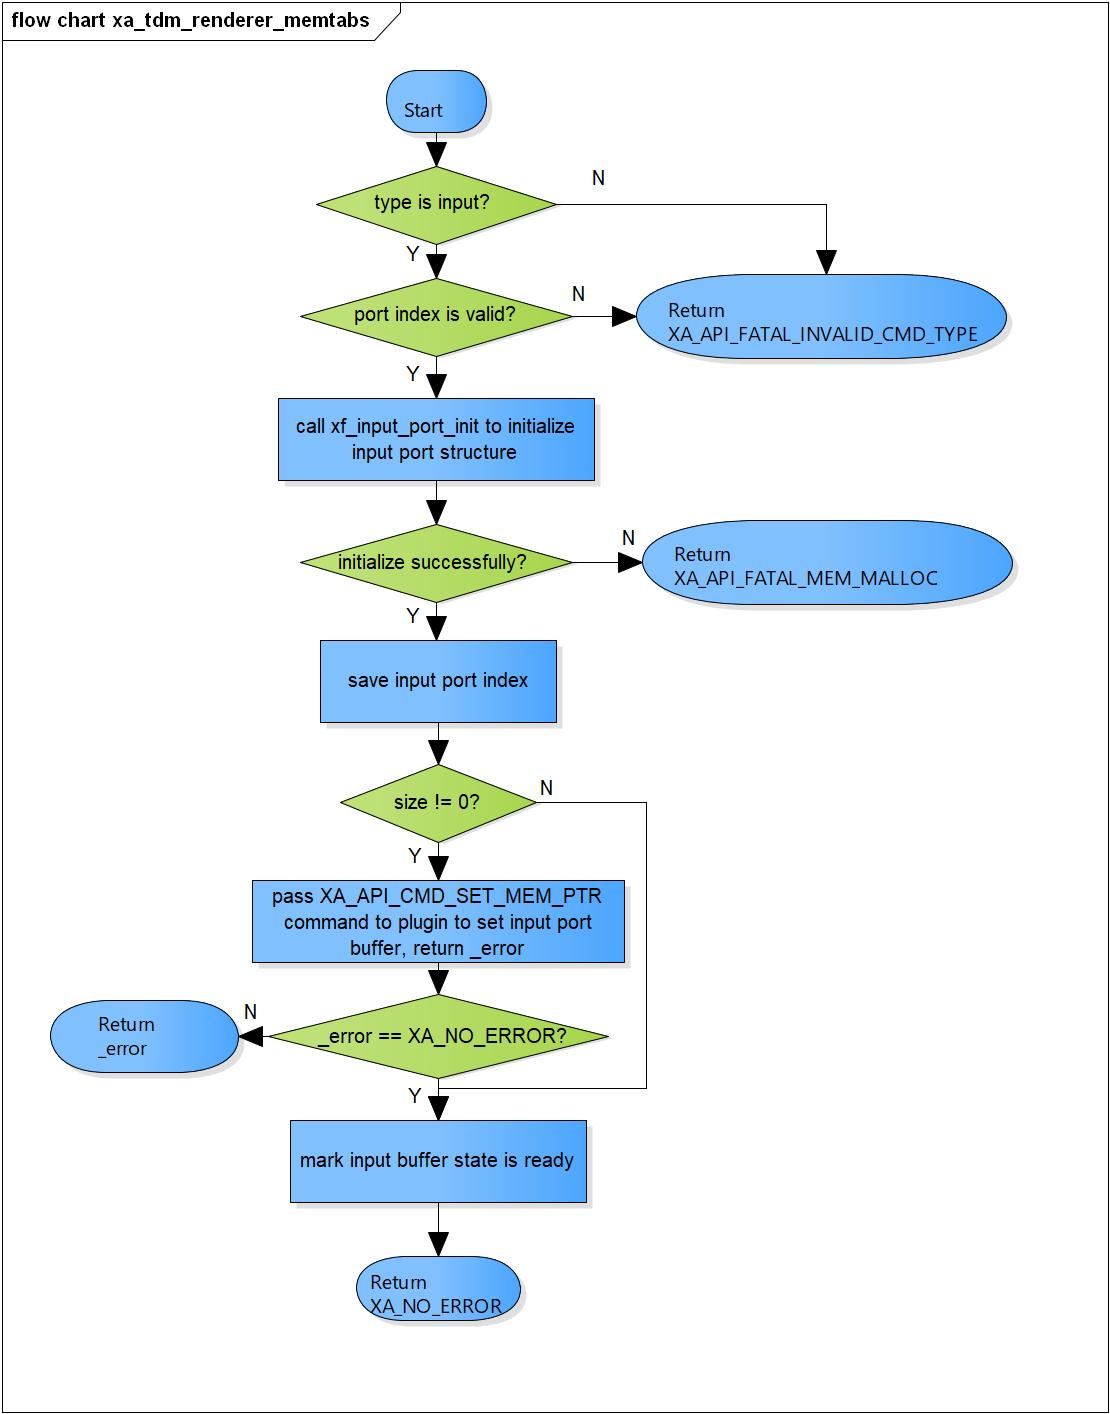 flow chart xa_tdm_renderer_memtabs
Start
type is input?
N
Y
port index is valid?
N
Return
XA_API_FATAL_INVALID_CMD_TYPE
Y
call xf_input_port_init to initialize
input port structure
initialize successfully?
N
Return
XA_API_FATAL_MEM_MALLOC
Y
save input port index
size != 0?
N
Y
pass XA_API_CMD_SET_MEM_PTR
command to plugin to set input port
buffer, return _error
_error == XA_NO_ERROR?
N
Return
_error
Y
mark input buffer state is ready
Return
XA_NO_ERROR